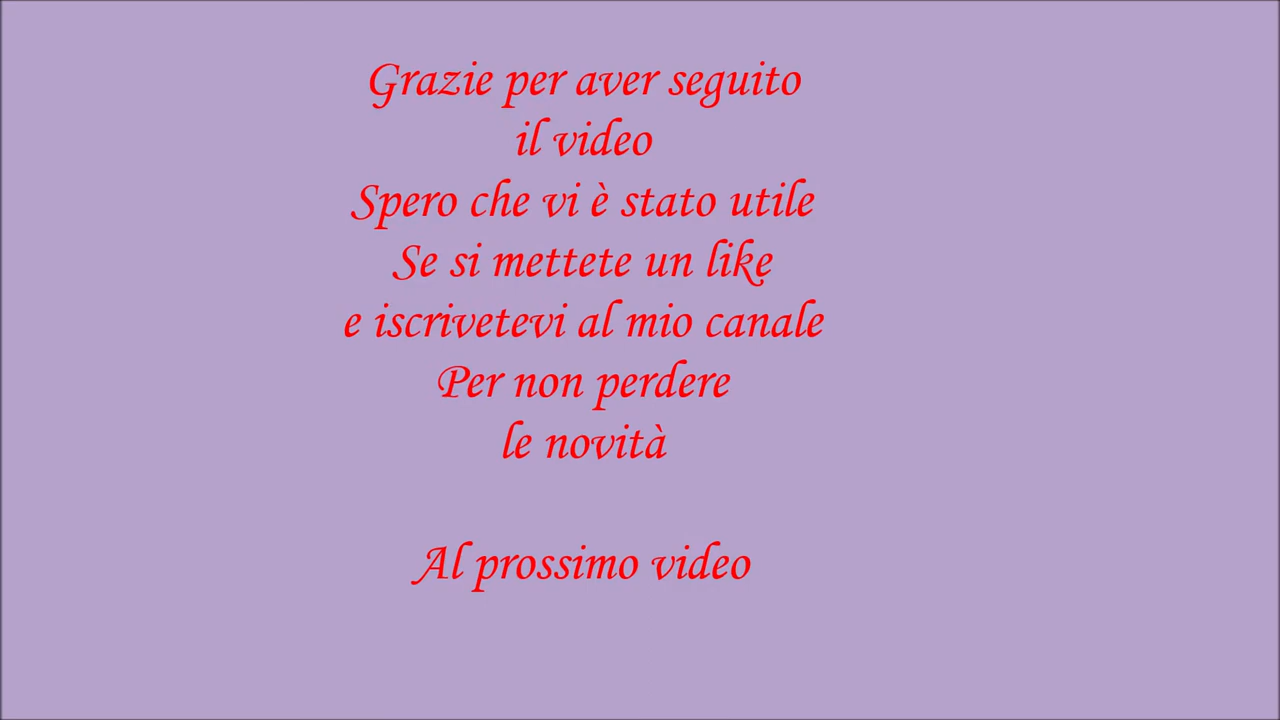 Grazie per aver seguito
il video
Spero che vi è stato utile
Se si mettete un like
e iscrivetevi al mio canale
Per non perdere
le novità
Al prossimo video